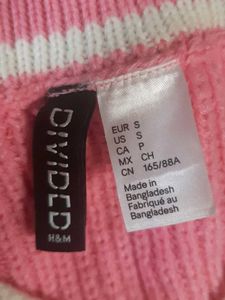 DIVIDED
H&M
EUR S
US S
CA P
MX CH
CN 165/88A
Made in
Bangladesh
Fabriqué au
Bangladesh